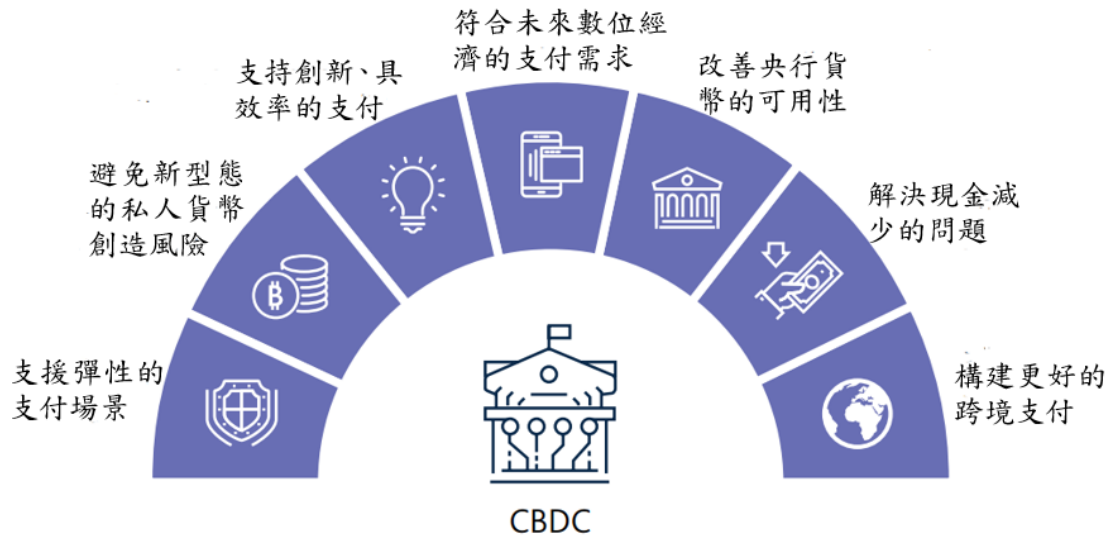 支援彈性的
支付場景
避免新型態
的私人貨幣
創造風險
支持創新、具
效率的支付
符合未來數位經
濟的支付需求
改善央行貨
幣的可用性
解決現金減
少的問題
構建更好的
跨境支付
CBDC